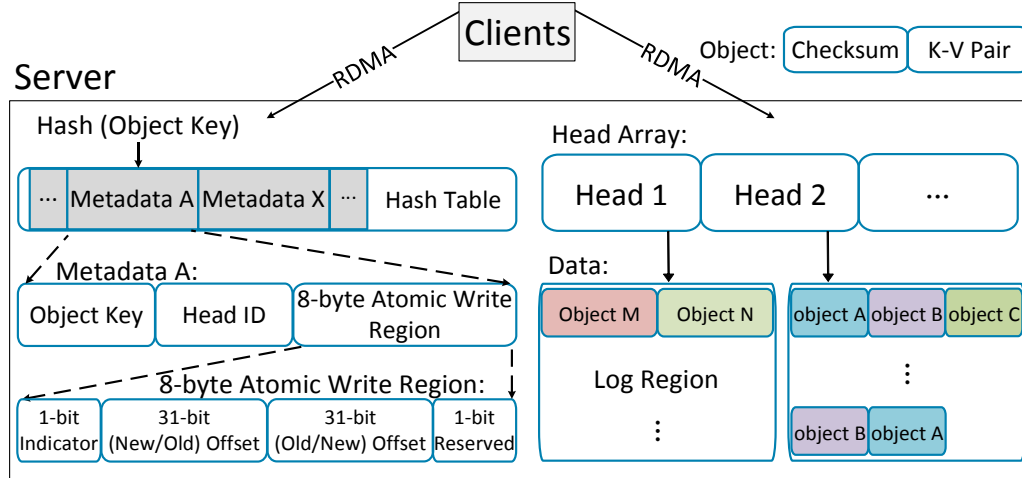 Clients
RDMA
RDMA
Object:
Checksum
K-V Pair
Server
Hash (Object Key)
... Metadata A Metadata X ... Hash Table
Metadata A:
Object Key
Head ID
8-byte Atomic Write
Region
8-byte Atomic Write Region:
1-bit
Indicator
31-bit
(New/Old) Offset
31-bit
(Old/New) Offset
1-bit
Reserved
Head Array:
Head 1
Head 2
...
Data:
Object M
Object N
Log Region
⋮
object A
object B
object C
⋮
object B
object A